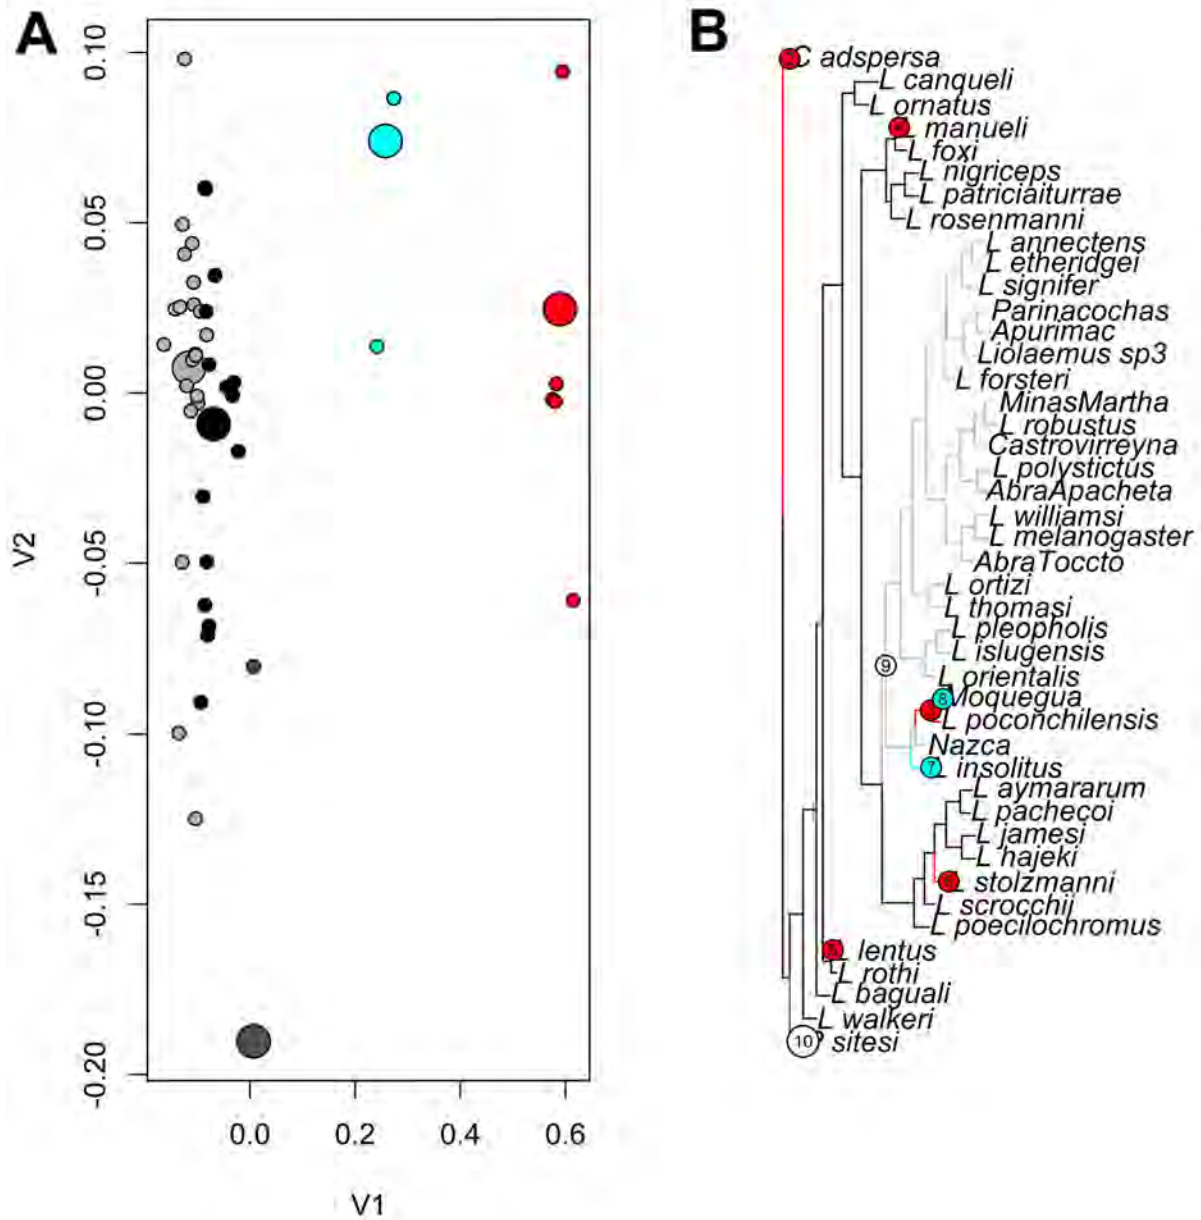 A
0.10
0.05
0.00
-0.05
-0.10
-0.15
-0.20
V2
0.0 0.2 0.4 0.6
V1
B
C adspersa
L canqueli
L ornatus
manueli
L foxi
L nigriceps
L patriciaiturrae
L rosenmanni
L annectens
L etheridgei
L signifer
Parinacochas
Apurimac
Liolaemus sp3
L forsteri
MinasMartha
L robustus
Castrovirreyna
L polystictus
AbraApacheta
L williamsi
L melanogaster
AbraToccto
L ortizi
L thomasi
L pleopholis
L islugensis
9
L orientalis
8 Moquegua
L poconchilensis
Nazca
7 L insolitus
L aymararum
L pachecoi
L jamesi
L hajeki
6 L stolzmanni
L scrocchii
L poecilochromus
5 L lentus
L rothi
L baguali
L walkeri
10 P sitesi